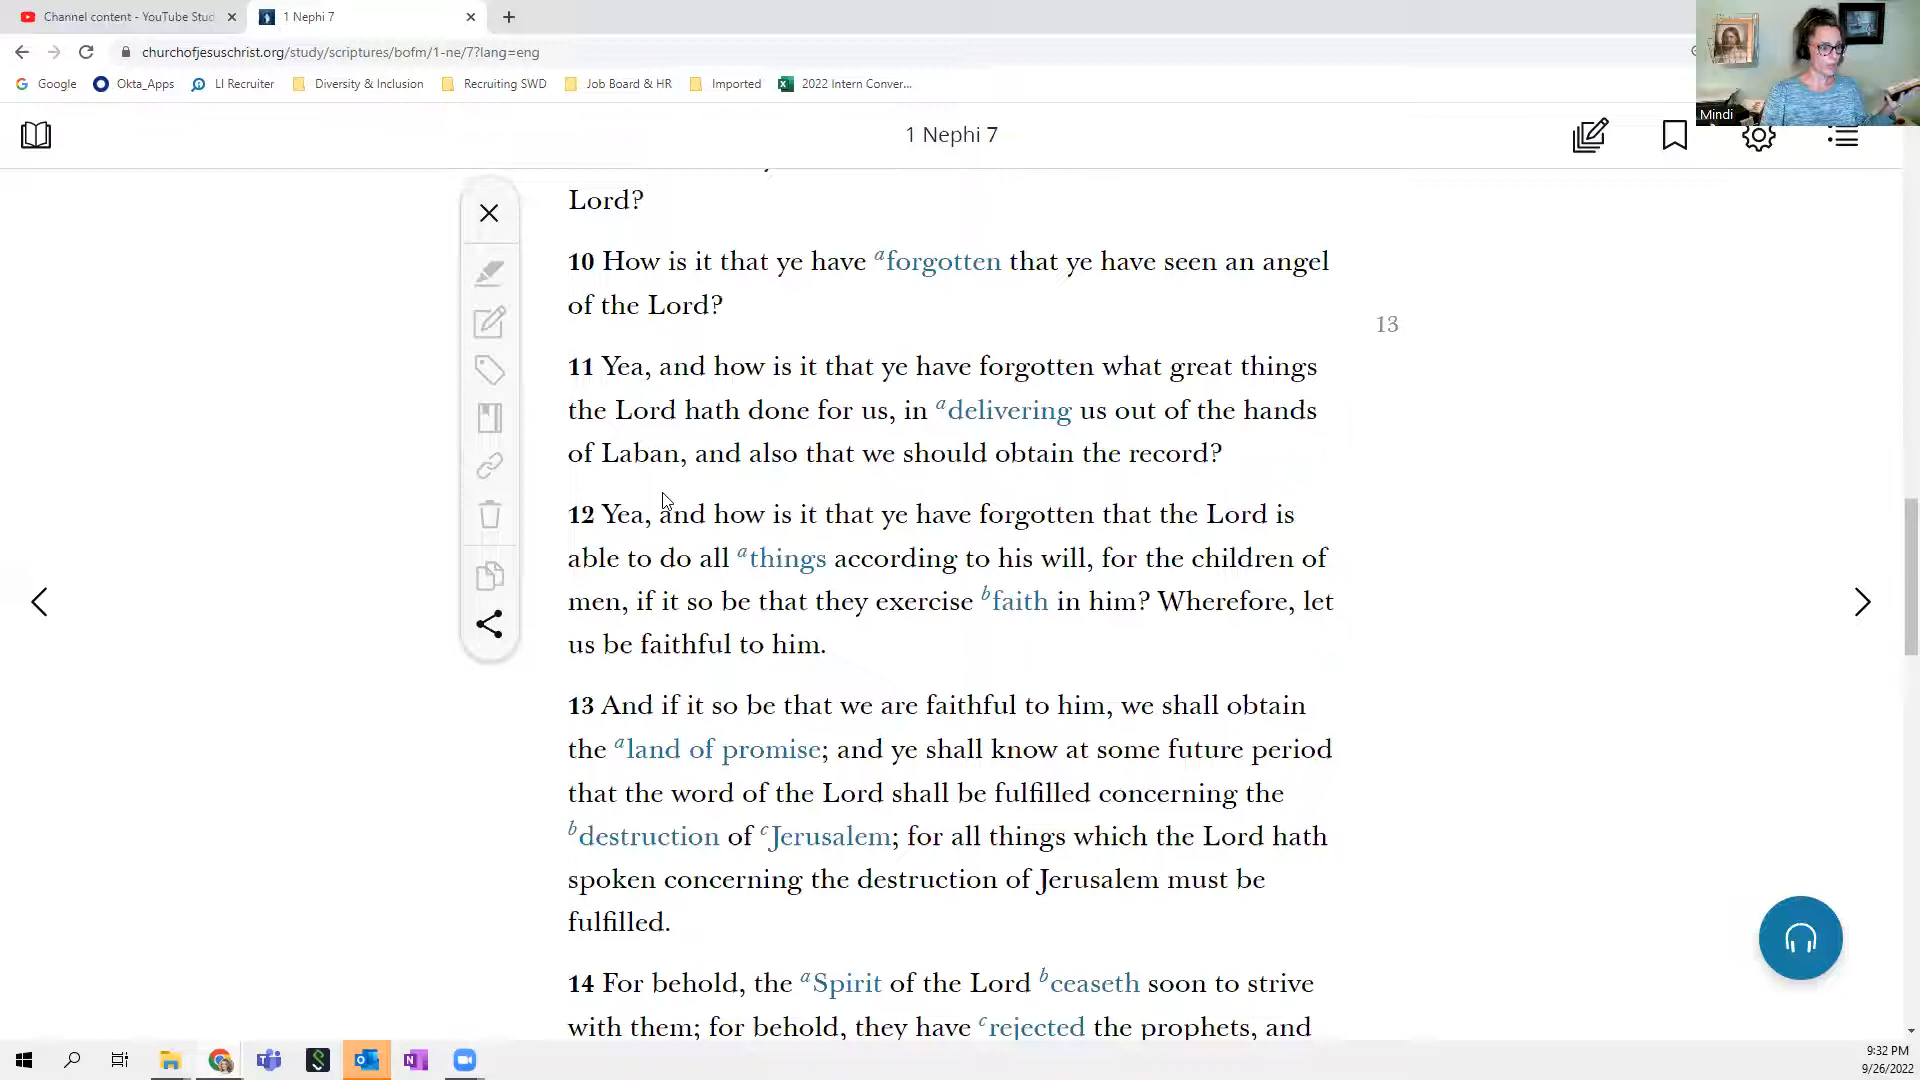 Channel content - YouTube Stud
1 Nephi 7
churchofjesuschrist.org/study/scriptures/bofm/1-ne/7?lang=eng
Google
Okta_Apps
LI Recruiter
Diversity & Inclusion
Recruiting SWD
Job Board & HR
Imported
2022 Intern Conver...
Mindi
1 Nephi 7
Lord?
10 How is it that ye have a forgotten that ye have seen an angel
of the Lord?
13
11 Yea, and how is it that ye have forgotten what great things
the Lord hath done for us, in a delivering us out of the hands
of Laban, and also that we should obtain the record?
12 Yea, and how is it that ye have forgotten that the Lord is
able to do all a things according to his will, for the children of
men, if it so be that they exercise b faith in him? Wherefore, let
us be faithful to him.
13 And if it so be that we are faithful to him, we shall obtain
the a land of promise; and ye shall know at some future period
that the word of the Lord shall be fulfilled concerning the
b destruction of c Jerusalem; for all things which the Lord hath
spoken concerning the destruction of Jerusalem must be
fulfilled.
14 For behold, the a Spirit of the Lord b ceaseth soon to strive
with them; for behold, they have c rejected the prophets, and
9:32 PM
9/26/2022